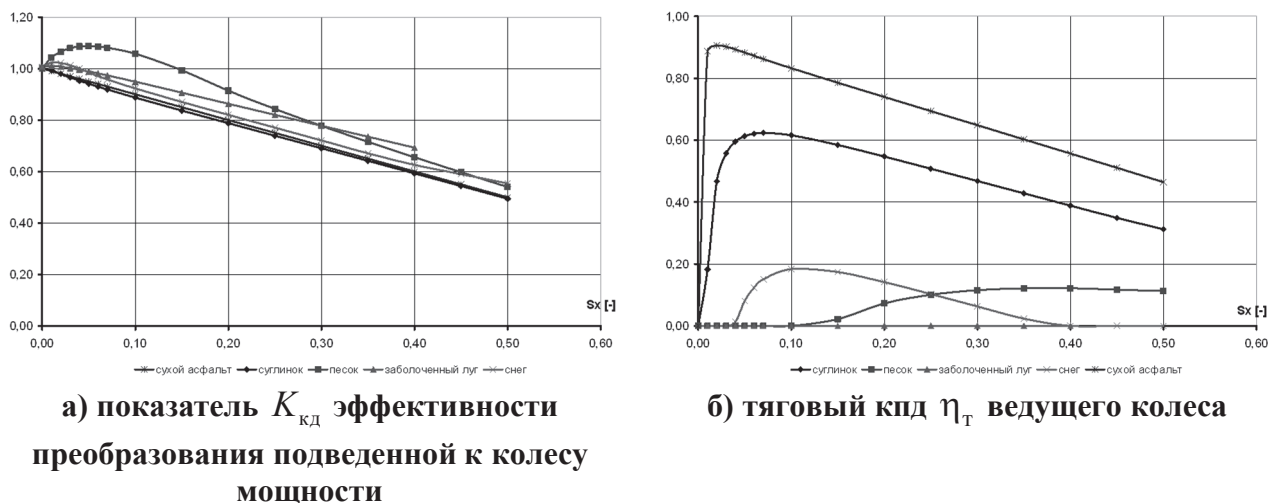 1,20
1,00
0,80
0,60
0,40
0,20
0,00
0,00 0,10 0,20 0,30 0,40 0,50 0,60
Sx [-]
сухой асфальт суглинок песок заболоченный луг снег
а) показатель Kкд эффективности
преобразования подведенной к колесу
мощности
1,00
0,80
0,60
0,40
0,20
0,00
0,00 0,10 0,20 0,30 0,40 0,50 0,60
Sx [-]
суглинок песок заболоченный луг снег сухой асфальт
б) тяговый кпд ηт ведущего колеса